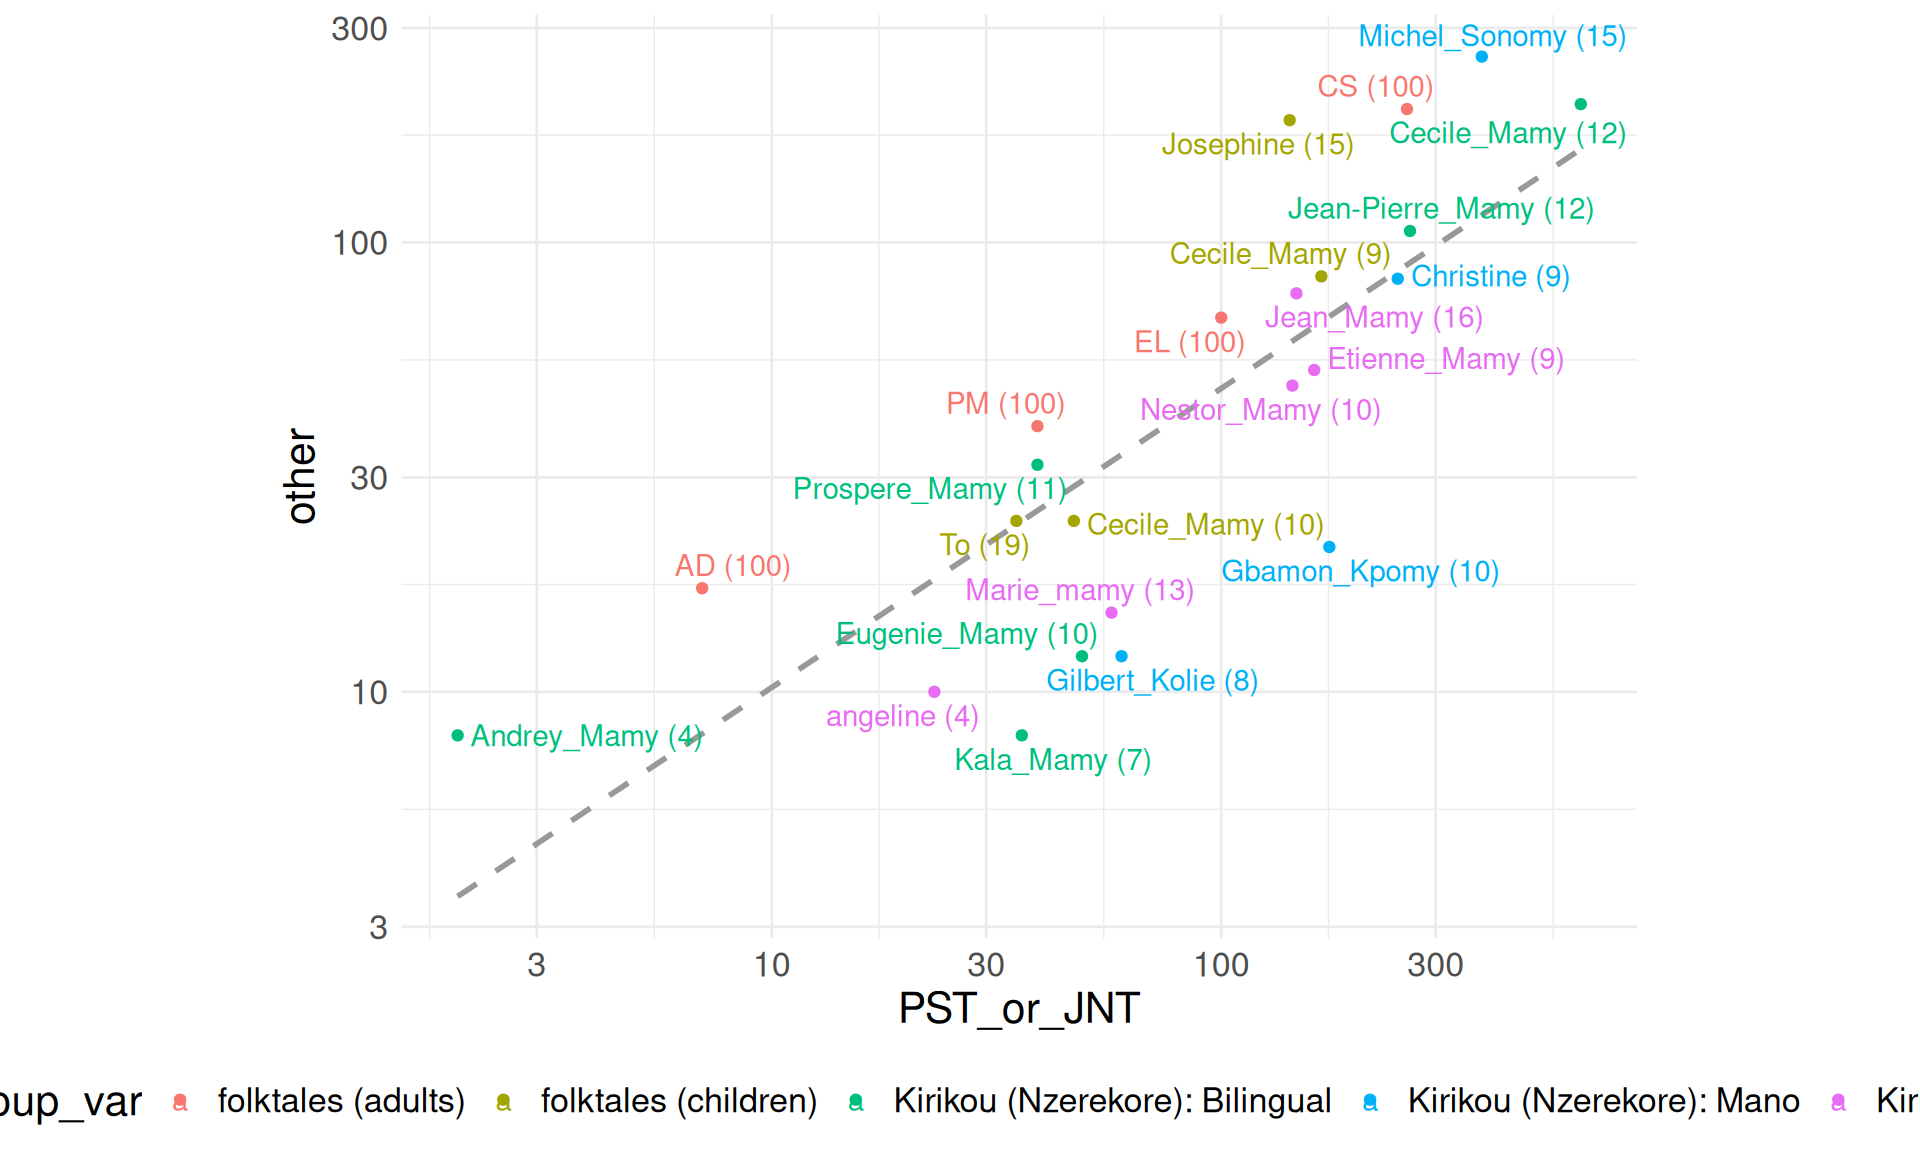 300
100
30
10
3
other
Michel_Sonomy (15)
CS (100)
Cecile_Mamy (12)
Josephine (15)
Jean-Pierre_Mamy (12)
Cecile_Mamy (9)
Christine (9)
Jean_Mamy (16)
EL (100)
Etienne_Mamy (9)
PM (100)
Nestor_Mamy (10)
Prospere_Mamy (11)
Cecile_Mamy (10)
To (19)
AD (100)
Gbamon_Kpomy (10)
Marie_mamy (13)
Eugenie_Mamy (10)
Gilbert_Kolie (8)
angeline (4)
Andrey_Mamy (4)
Kala_Mamy (7)
3 10 30 100 300
PST_or_JNT
oup_var a folktales (adults) a folktales (children) a Kirikou (Nzerekore): Bilingual a Kirikou (Nzerekore): Mano a Kir